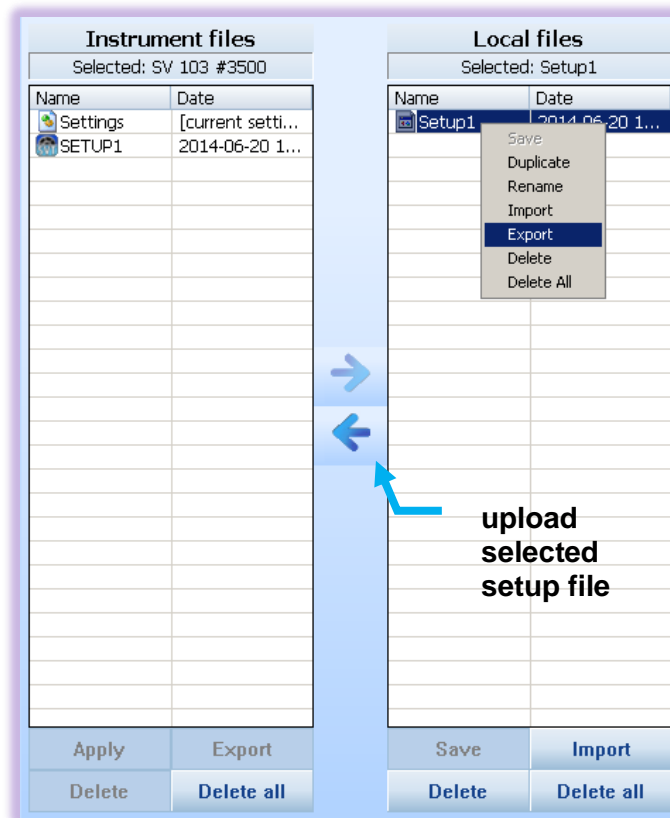 Instrument files
Selected: SV 103 #3500
Name Date
Settings [current setti...
SETUP1 2014-06-20 1...
Apply Export
Delete Delete all
Local files
Selected: Setup1
Name Date
Setup1 2014-06-20 1...
Save
Duplicate
Rename
Import
Export
Delete
Delete All
upload
selected
setup file
Save Import
Delete Delete all